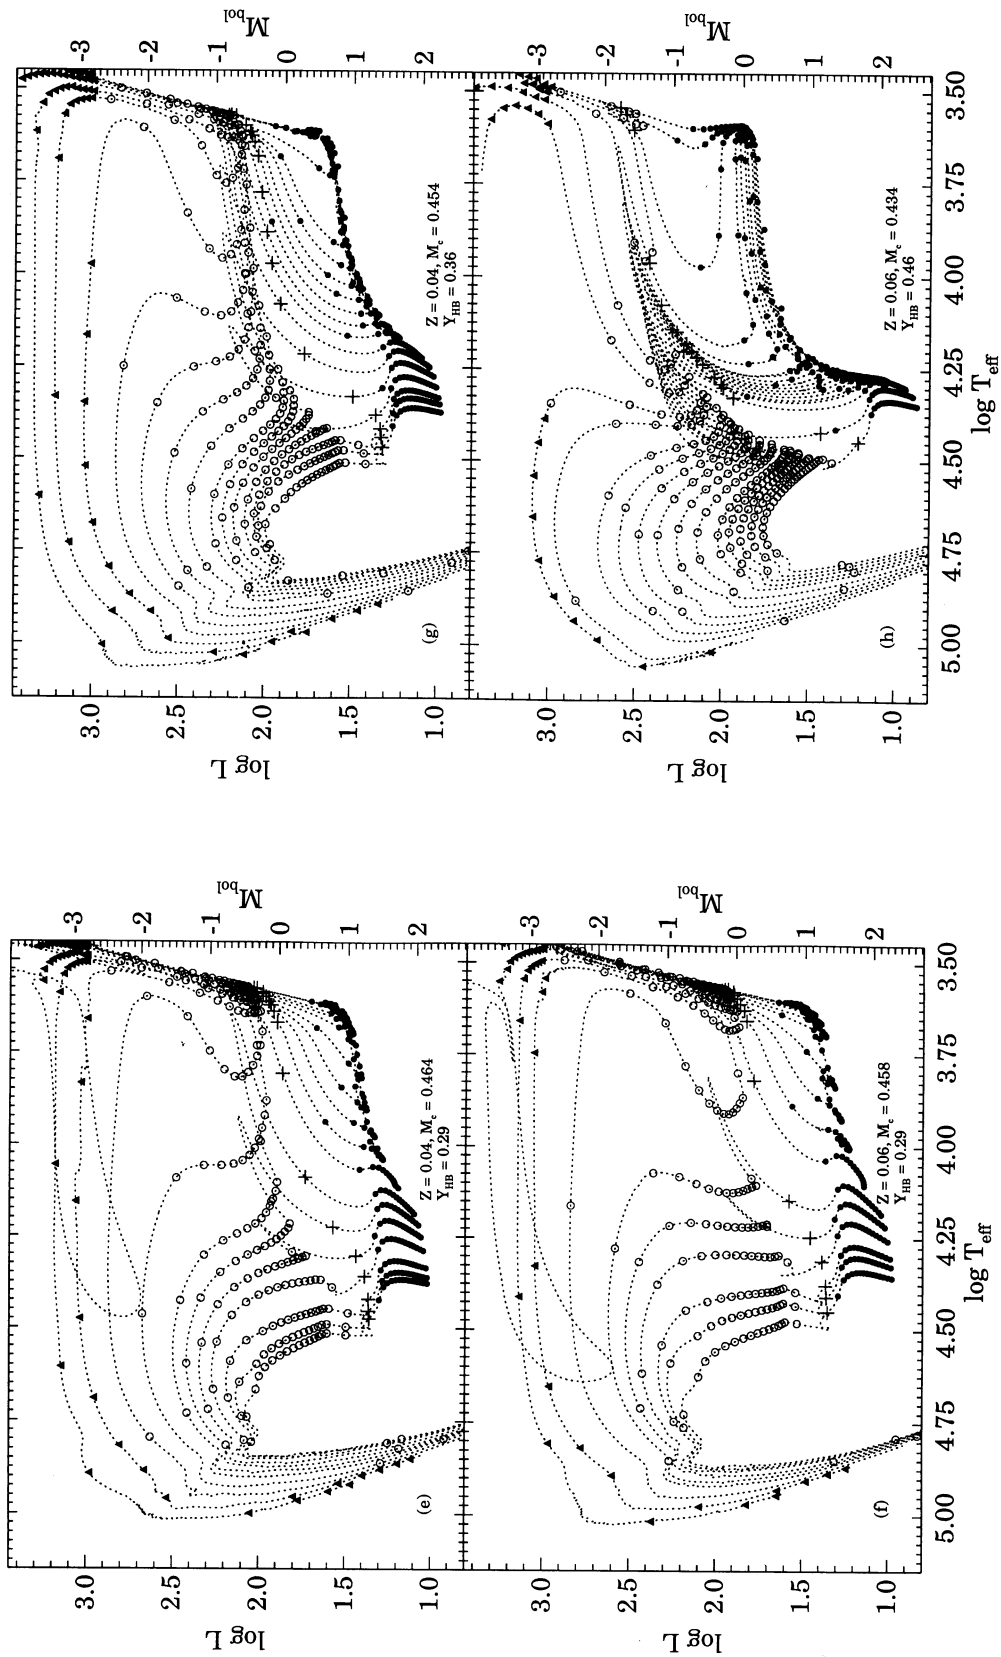 log L
3.0
2.5
2.0
1.5
1.0
(e)
Z = 0.04, M_c = 0.464
Y_HB = 0.29
-3
-2
-1
0
1
2
M_bol
log L
3.0
2.5
2.0
1.5
1.0
(f)
Z = 0.06, M_c = 0.458
Y_HB = 0.29
-3
-2
-1
0
1
2
M_bol
5.00
4.75
4.50
4.25
4.00
3.75
3.50
log T_eff
log L
3.0
2.5
2.0
1.5
1.0
(g)
Z = 0.04, M_c = 0.454
Y_HB = 0.36
-3
-2
-1
0
1
2
M_bol
log L
3.0
2.5
2.0
1.5
1.0
(h)
Z = 0.06, M_c = 0.434
Y_HB = 0.46
-3
-2
-1
0
1
2
M_bol
5.00
4.75
4.50
4.25
4.00
3.75
3.50
log T_eff